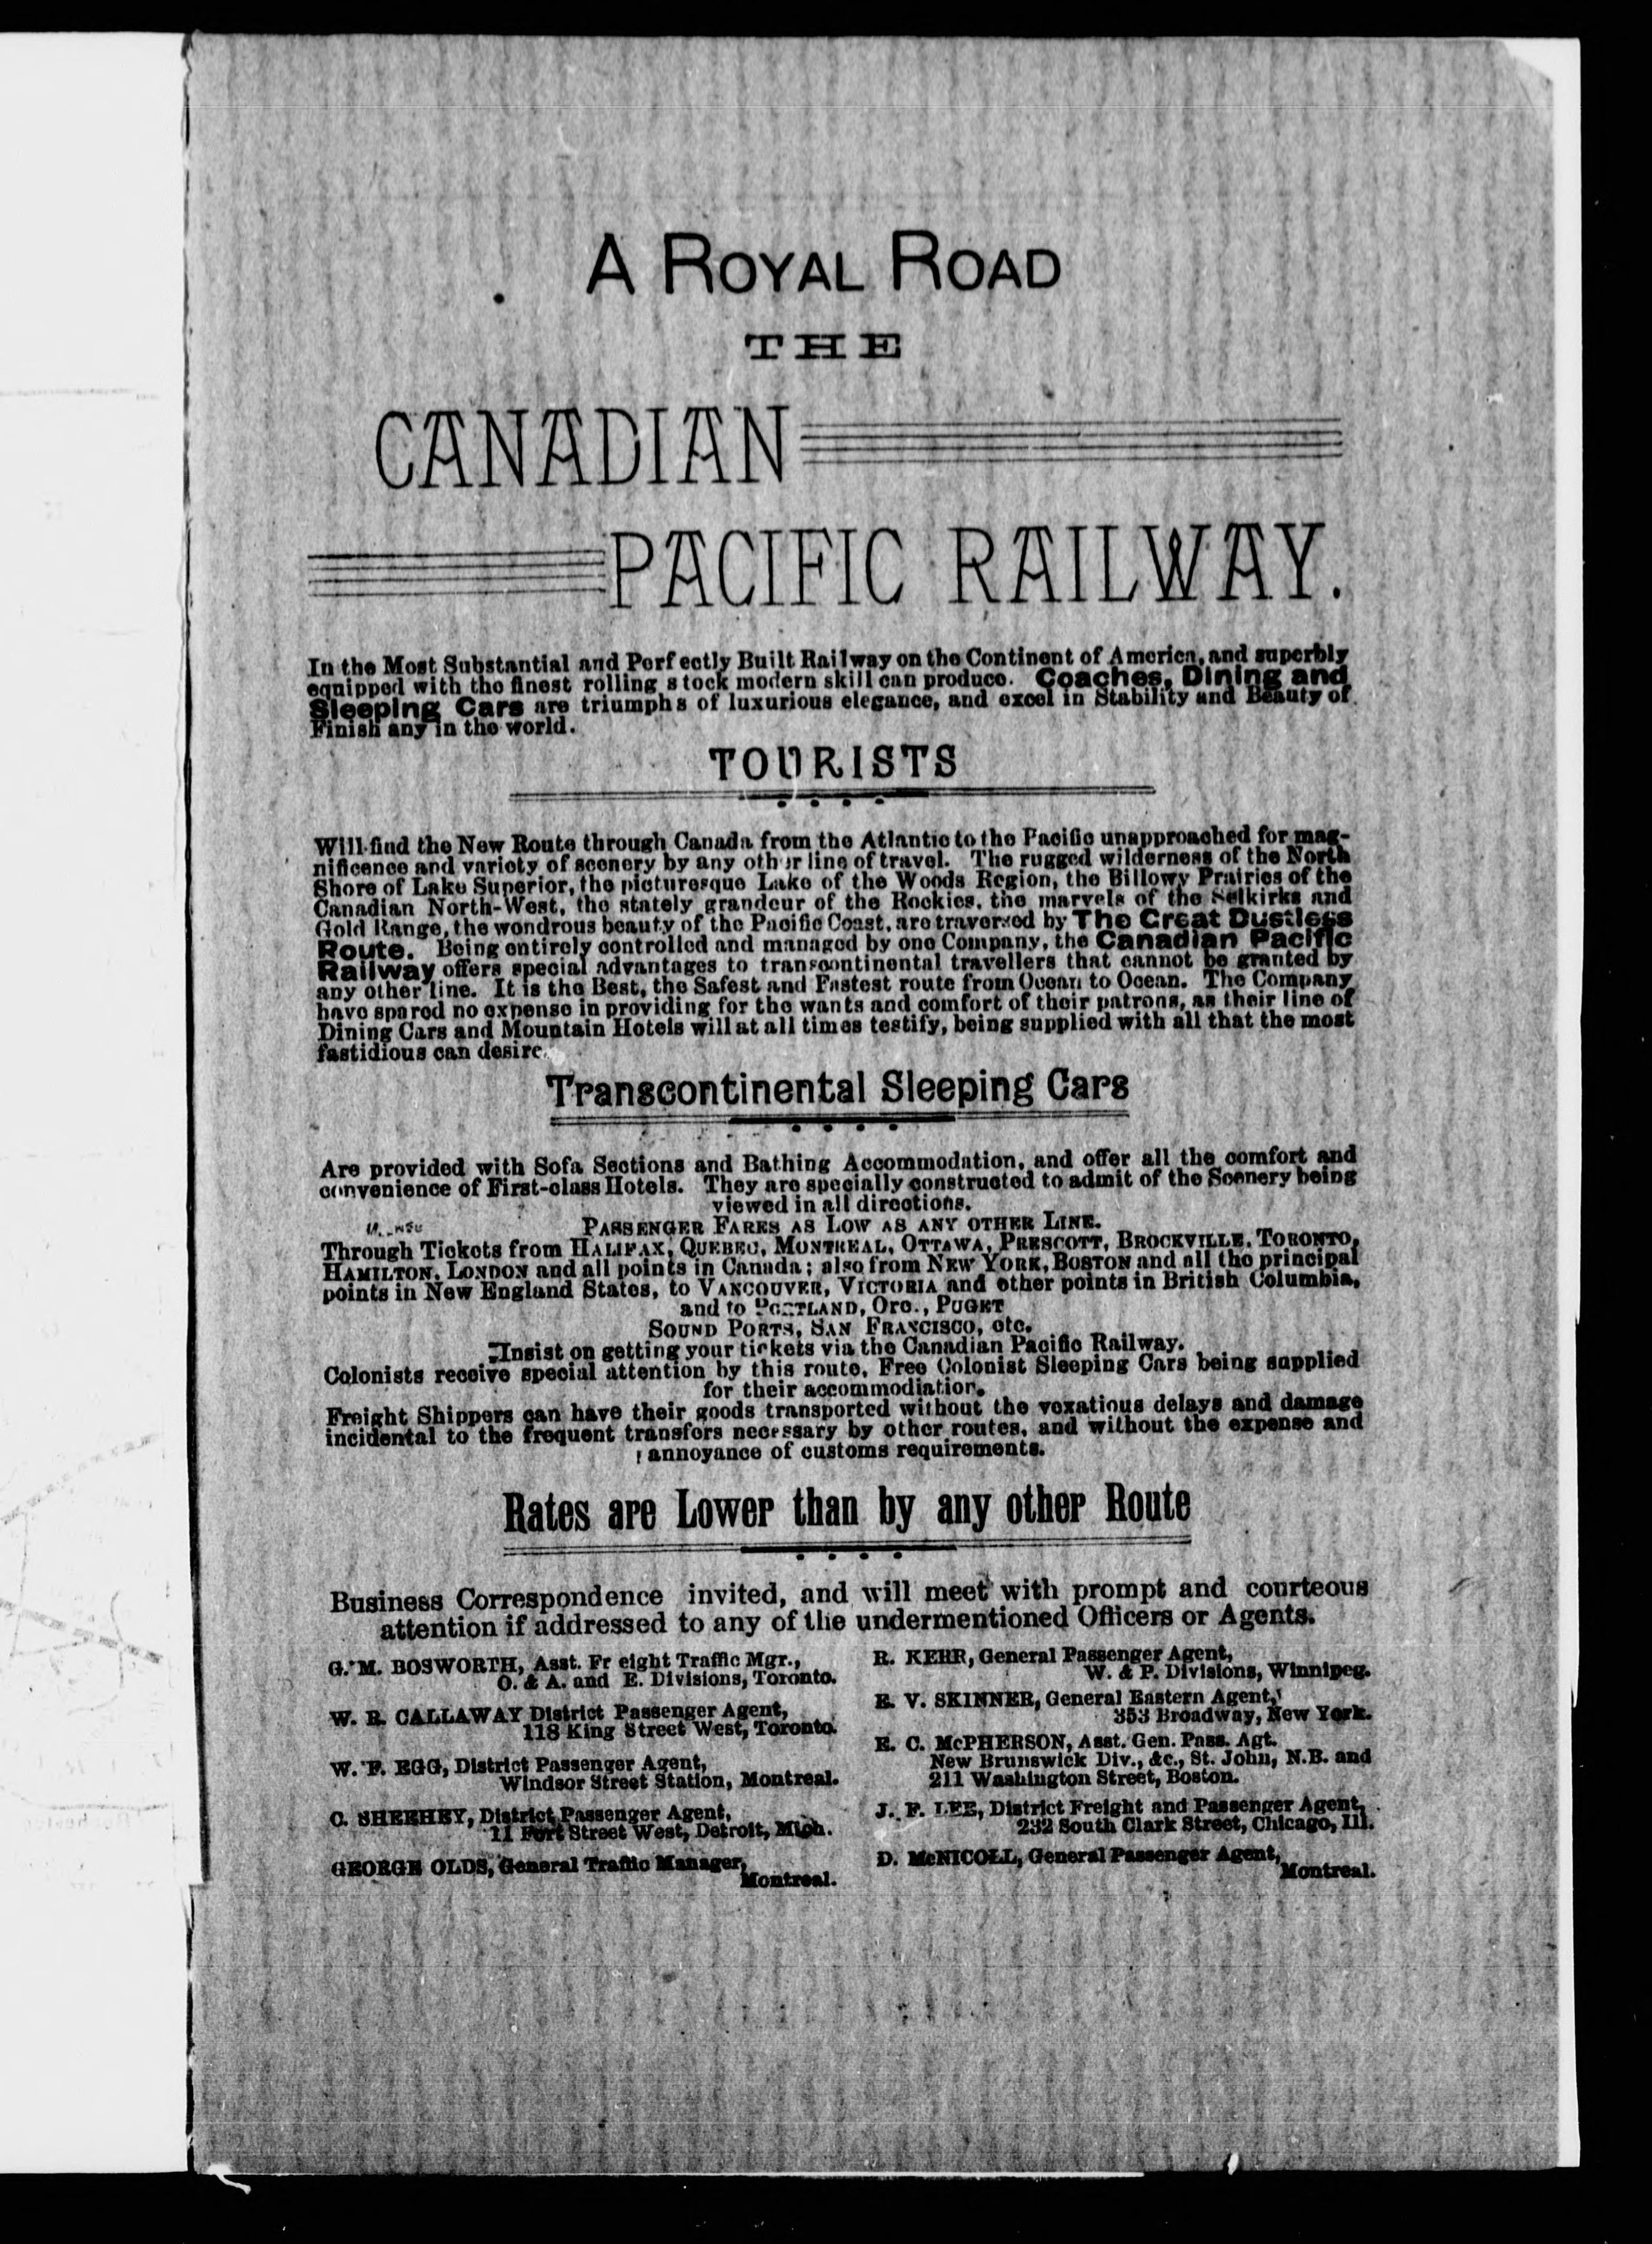 A ROYAL ROAD
THE
CANADIAN
PACIFIC RAILWAY.
In the Most Substantial and Perfectly Built Railway on the Continent of America, and superbly
equipped with the finest rolling stock modern skill can produce. Coaches, Dining and
Sleeping Cars are triumphs of luxurious elegance, and excel in Stability and Beauty of
Finish any in the world.
TOURISTS
Will find the New Route through Canada from the Atlantic to the Pacific unapproached for mag-
nificence and variety of scenery by any other line of travel. The rugged wilderness of the North
Shore of Lake Superior, the picturesque Lake of the Woods Region, the Billowy Prairies of the
Canadian North-West, the stately grandeur of the Rockies, the marvels of the Selkirks and
Gold Range, the wondrous beauty of the Pacific Coast, are traversed by The Great Dustless
Route. Being entirely controlled and managed by one Company, the Canadian Pacific
Railway offers special advantages to transcontinental travellers that cannot be granted by
any other line. It is the Best, the Safest and Fastest route from Ocean to Ocean. The Company
have spared no expense in providing for the wants and comfort of their patrons, as their line of
Dining Cars and Mountain Hotels will at all times testify, being supplied with all that the most
fastidious can desire.
Transcontinental Sleeping Cars
Are provided with Sofa Sections and Bathing Accommodation, and offer all the comfort and
convenience of First-class Hotels. They are specially constructed to admit of the Scenery being
viewed in all directions.
PASSENGER FARES AS LOW AS ANY OTHER LINE.
Through Tickets from HALIFAX, QUEBEC, MONTREAL, OTTAWA, PRESCOTT, BROCKVILLE, TORONTO,
HAMILTON, LONDON and all points in Canada; also from NEW YORK, BOSTON and all the principal
points in New England States, to VANCOUVER, VICTORIA and other points in British Columbia,
and to PORTLAND, Ore., PUGET
SOUND PORTS, SAN FRANCISCO, etc.
Insist on getting your tickets via the Canadian Pacific Railway.
Colonists receive special attention by this route, Free Colonist Sleeping Cars being supplied
for their accommodiation.
Freight Shippers can have their goods transported without the vexatious delays and damage
incidental to the frequent transfers necessary by other routes, and without the expense and
annoyance of customs requirements.
Rates are Lower than by any other Route
Business Correspondence invited, and will meet with prompt and courteous
attention if addressed to any of the undermentioned Officers or Agents.
G. M. BOSWORTH, Asst. Freight Traffic Mgr.,
O. & A. and E. Divisions, Toronto.
W. R. CALLAWAY District Passenger Agent,
118 King Street West, Toronto.
W. F. EGG, District Passenger Agent,
Windsor Street Station, Montreal.
C. SHEEHEY, District Passenger Agent,
11 Fort Street West, Detroit, Mich.
GEORGE OLDS, General Traffic Manager,
Montreal.
R. KERR, General Passenger Agent,
W. & P. Divisions, Winnipeg.
E. V. SKINNER, General Eastern Agent,
353 Broadway, New York.
E. C. McPHERSON, Asst. Gen. Pass. Agt.
New Brunswick Div., &c., St. John, N.B. and
211 Washington Street, Boston.
J. F. LEE, District Freight and Passenger Agent,
232 South Clark Street, Chicago, Ill.
D. McNICOLL, General Passenger Agent,
Montreal.